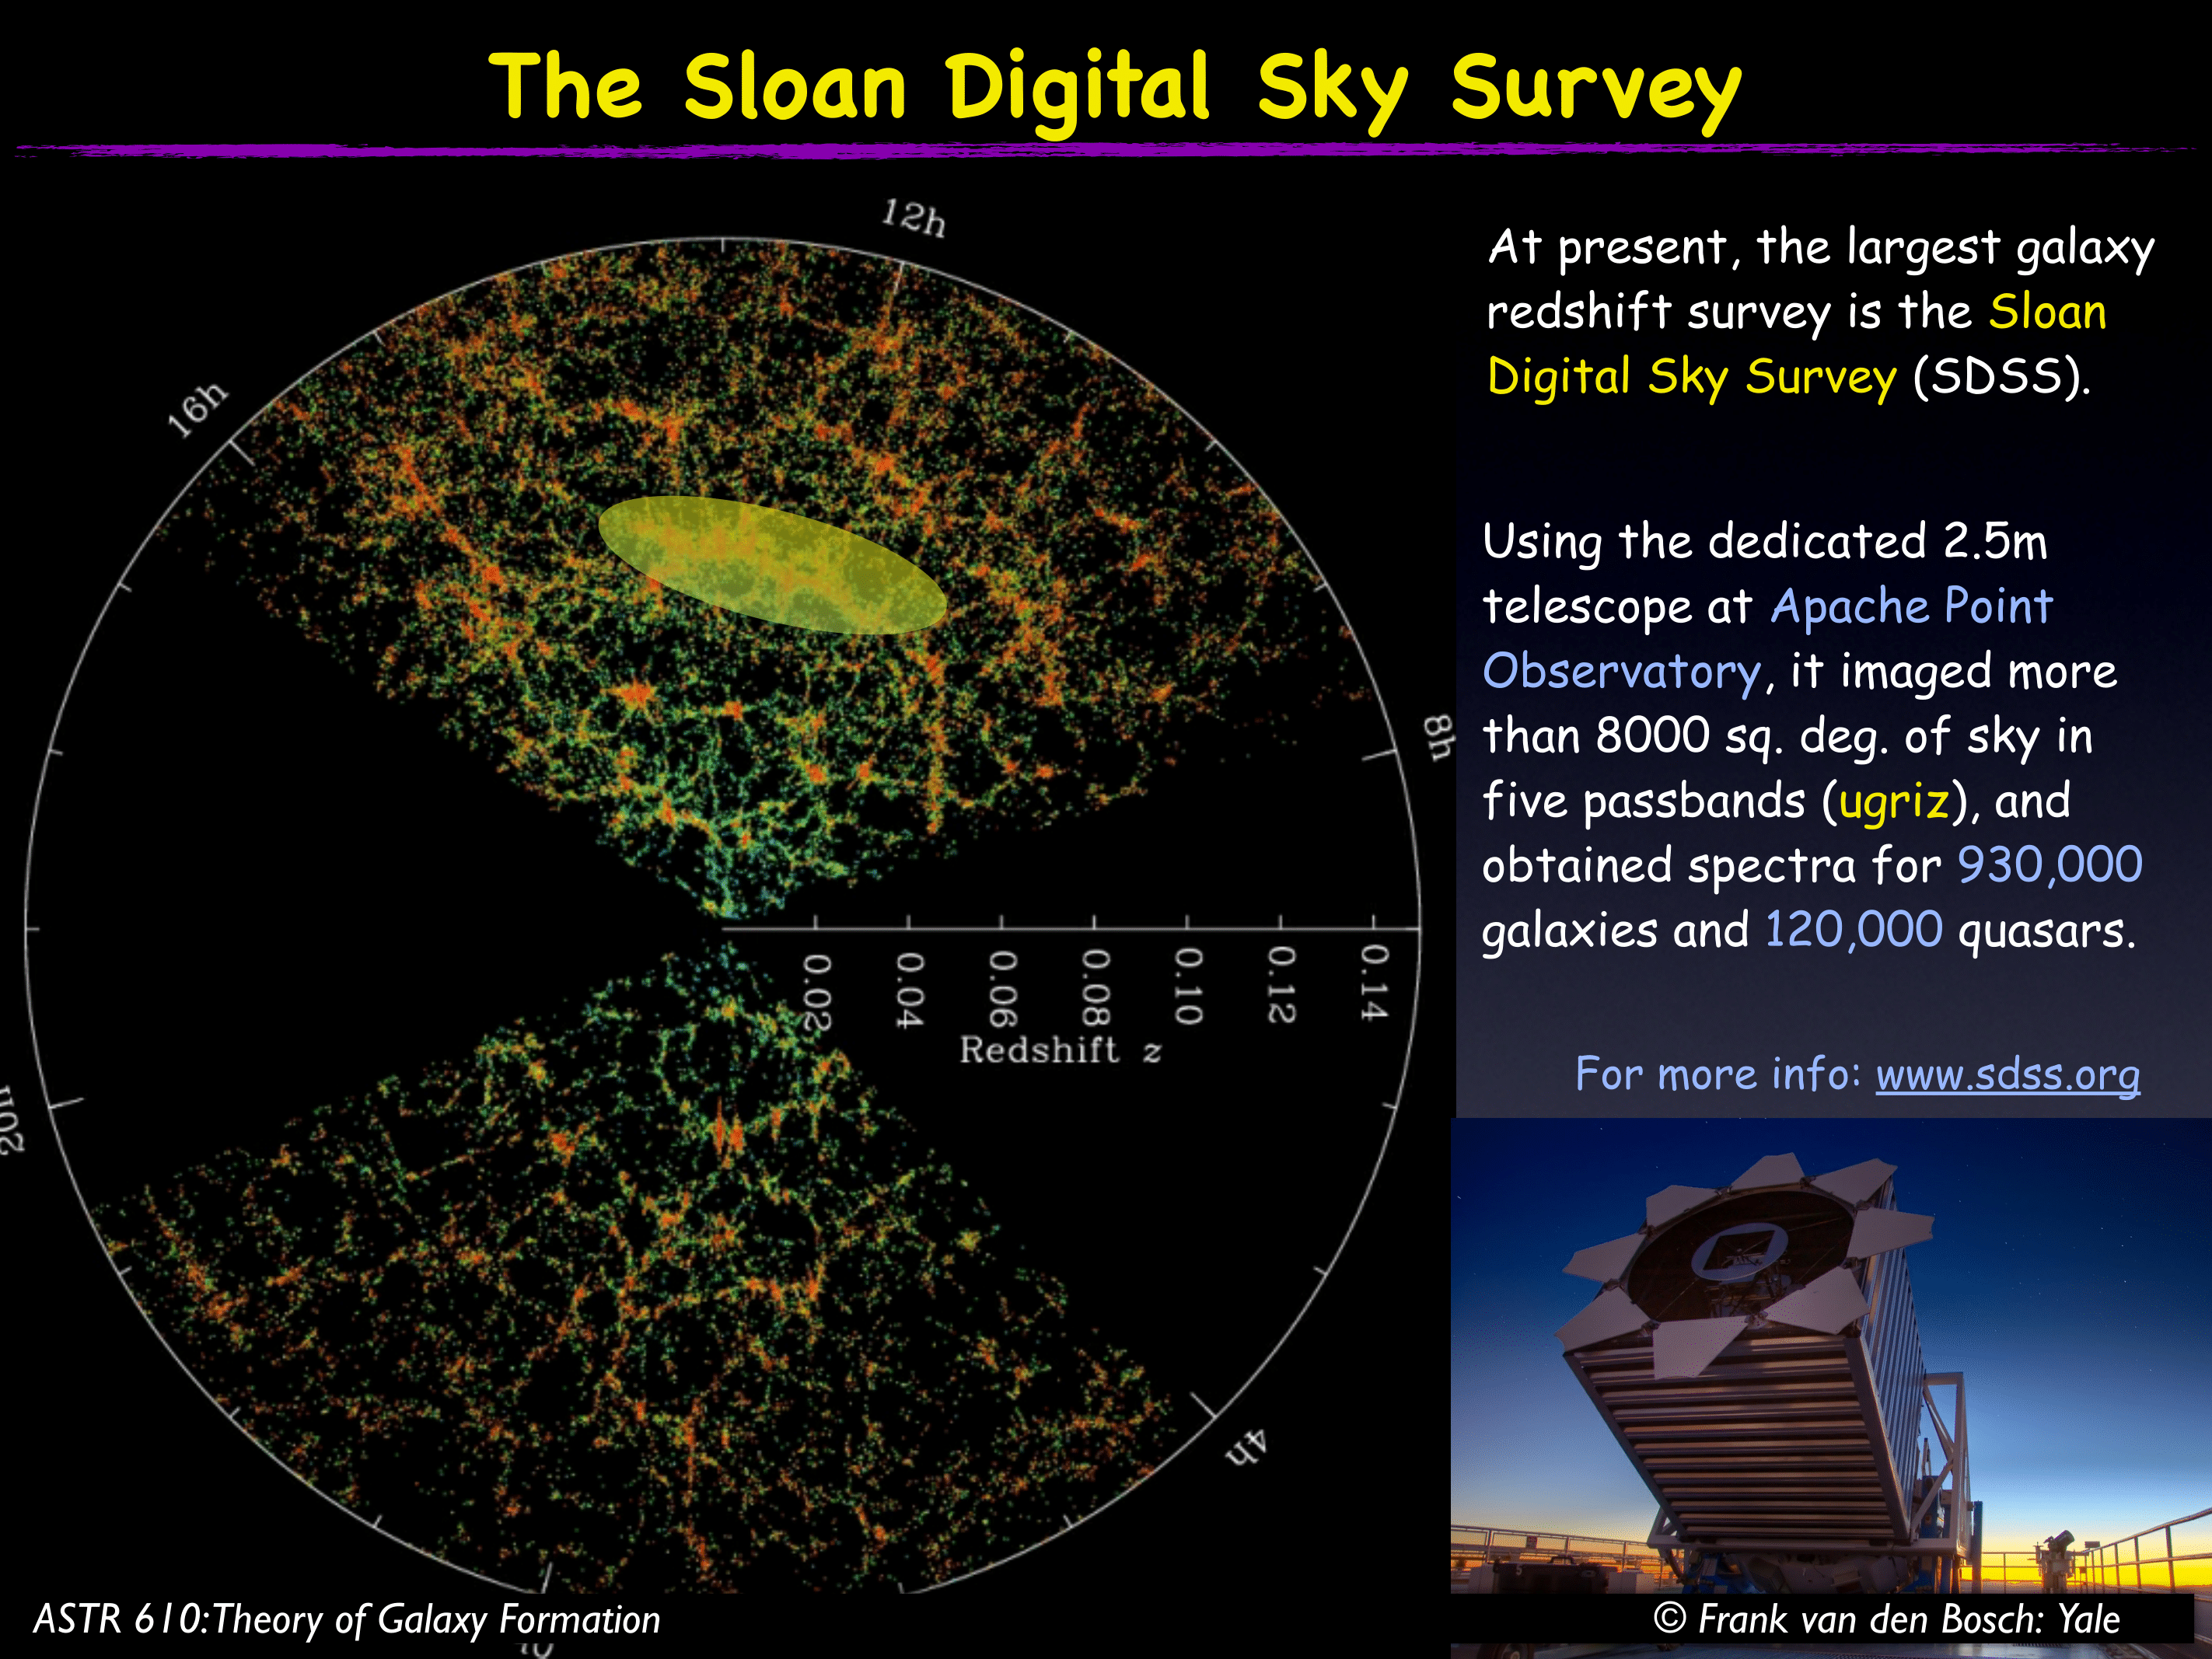 The Sloan Digital Sky Survey
12h
16h
8h
At present, the largest galaxy
redshift survey is the Sloan
Digital Sky Survey (SDSS).
Using the dedicated 2.5m
telescope at Apache Point
Observatory, it imaged more
than 8000 sq. deg. of sky in
five passbands (ugriz), and
obtained spectra for 930,000
galaxies and 120,000 quasars.
0.02 0.04 0.06 0.08 0.10 0.12 0.14
Redshift z
For more info: www.sdss.org
20h
4h
ASTR 610:Theory of Galaxy Formation
© Frank van den Bosch: Yale